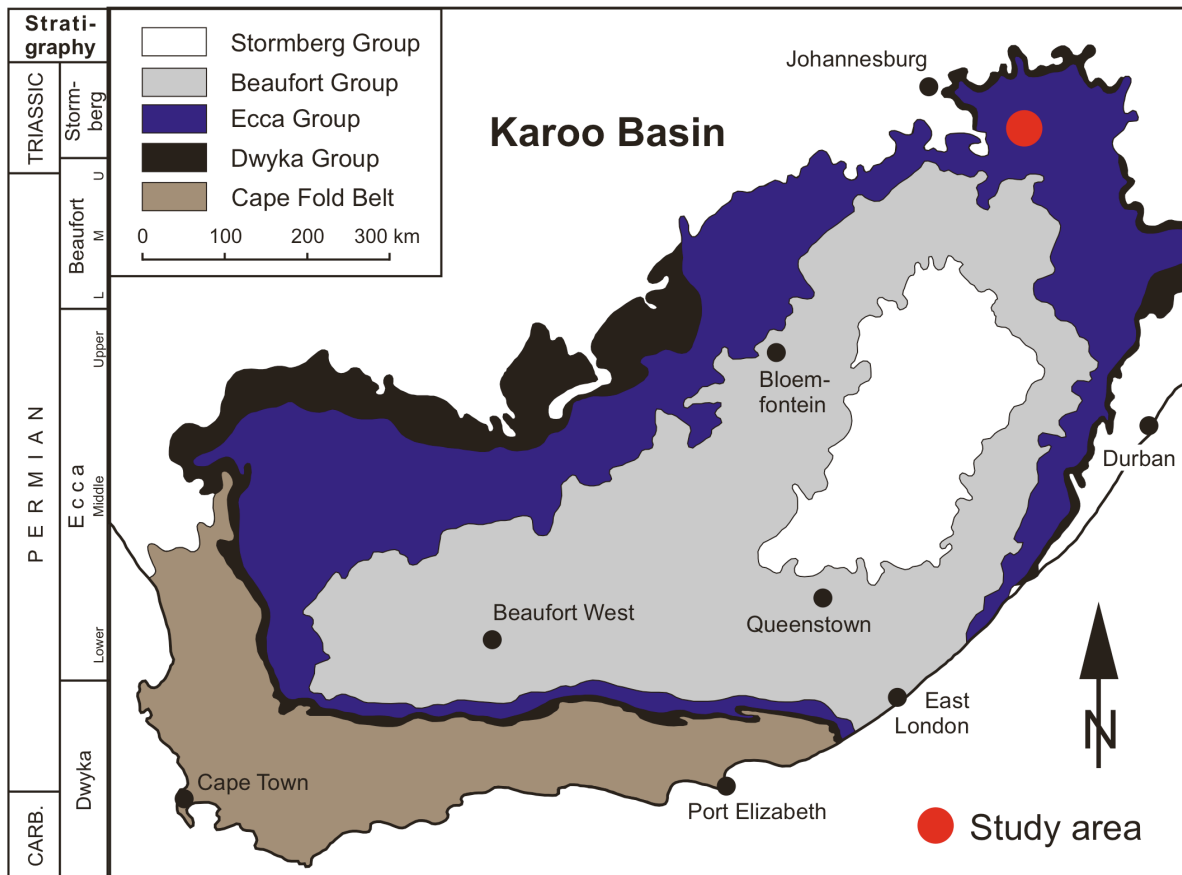 Strati-
graphy
TRIASSIC
Storm-
berg
PERMIAN
Beaufort
U
M
L
Ecca
Upper
Middle
Lower
CARB.
Dwyka
Stormberg Group
Beaufort Group
Ecca Group
Dwyka Group
Cape Fold Belt
0 100 200 300 km
Karoo Basin
Johannesburg
Bloem-
fontein
Durban
Beaufort West
Queenstown
East
London
Cape Town
Port Elizabeth
N
Study area